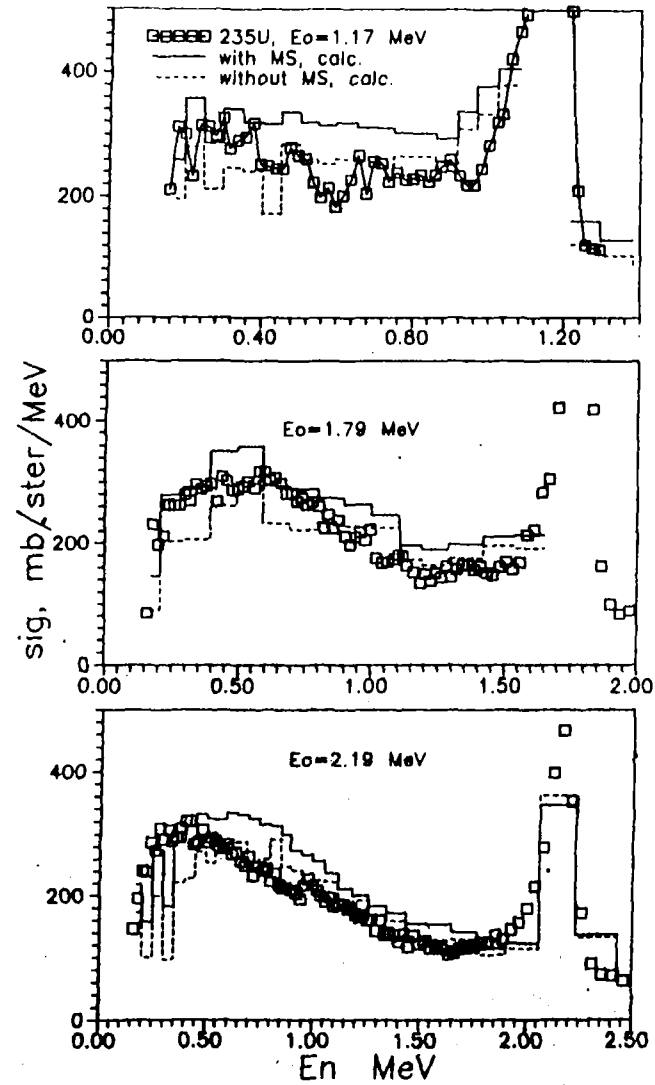 235U, Eo=1.17 MeV
with MS, calc.
without MS, calc.
400
200
0
0.00 0.40 0.80 1.20
sig, mb/ster/MeV
Eo=1.79 MeV
400
200
0
0.00 0.50 1.00 1.50 2.00
Eo=2.19 MeV
400
200
0
0.00 0.50 1.00 1.50 2.00 2.50
En MeV